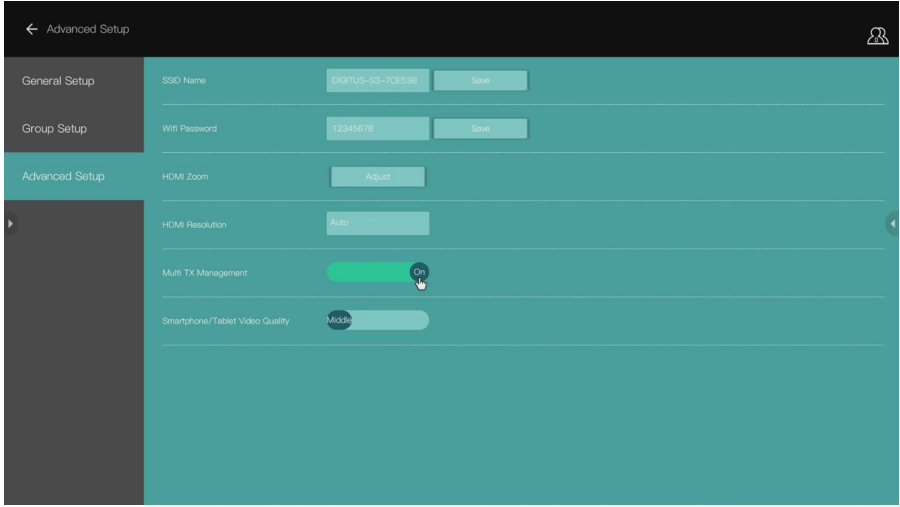 Advanced Setup
General Setup
Group Setup
Advanced Setup
SSID Name DIGITUS-S3-7CE53B Save
Wifi Password 12345678 Save
HDMI Zoom Adjust
HDMI Resolution Auto
Multi TX Management On
Smartphone/Tablet Video Quality Middle